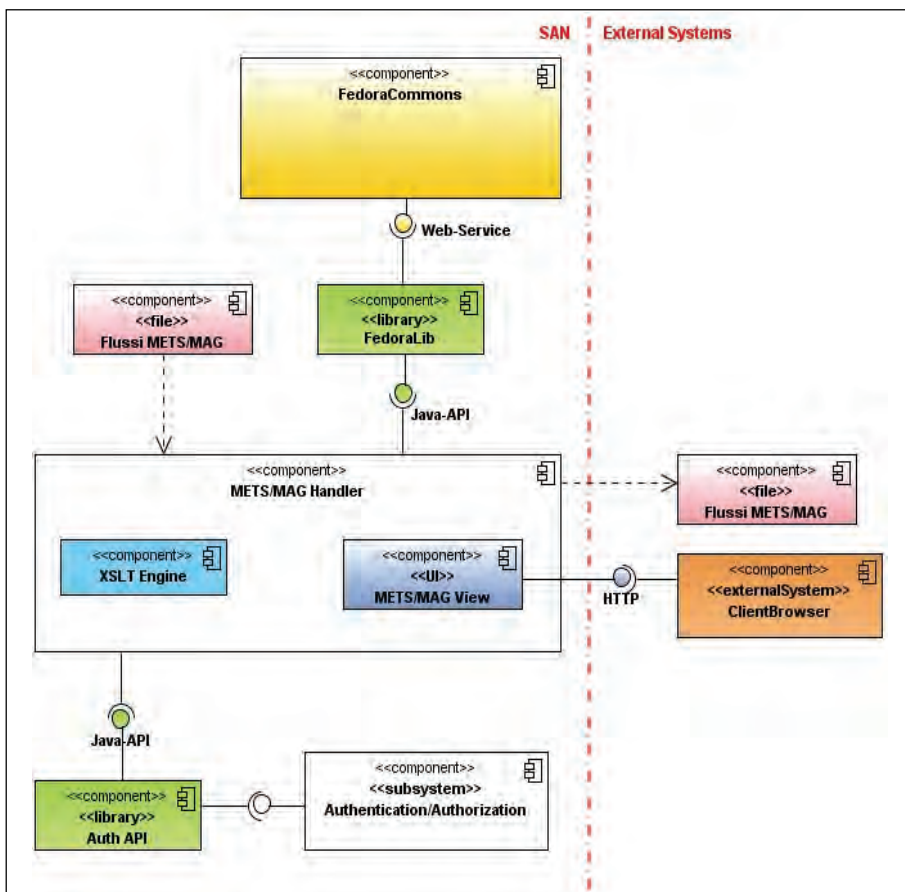 SAN
External Systems
<<component>>
FedoraCommons
Web-Service
<<component>>
<<file>>
Flussi METS/MAG
<<component>>
<<library>>
FedoraLib
Java-API
<<component>>
METS/MAG Handler
<<component>>
XSLT Engine
<<component>>
<<UI>>
METS/MAG View
<<component>>
<<file>>
Flussi METS/MAG
HTTP
<<component>>
<<externalSystem>>
ClientBrowser
Java-API
<<component>>
<<library>>
Auth API
<<component>>
<<subsystem>>
Authentication/Authorization